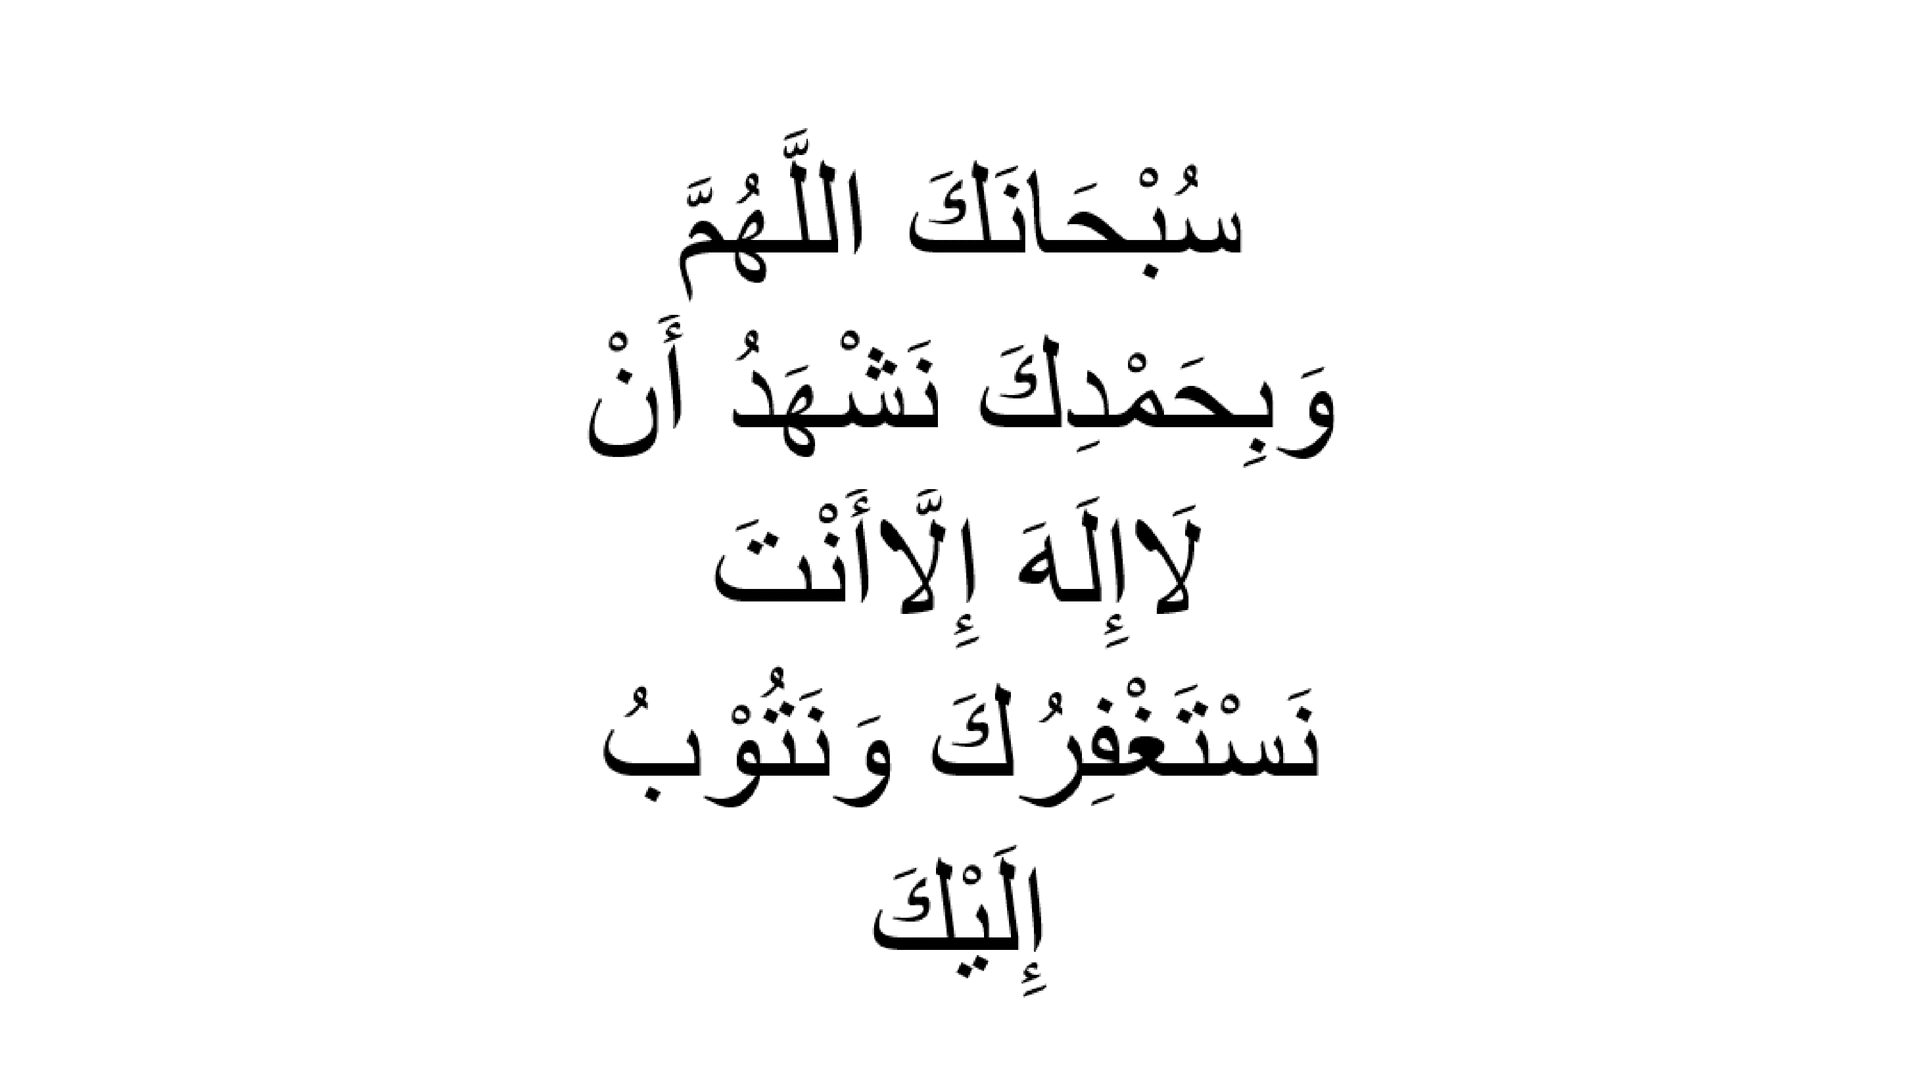 سُبْحَانَكَ اللَّهُمَّ
وَبِحَمْدِكَ نَشْهَدُ أَنْ
لَاإِلَهَ إِلَّاأَنْتَ
نَسْتَغْفِرُكَ وَنَتُوْبُ
إِلَيْكَ